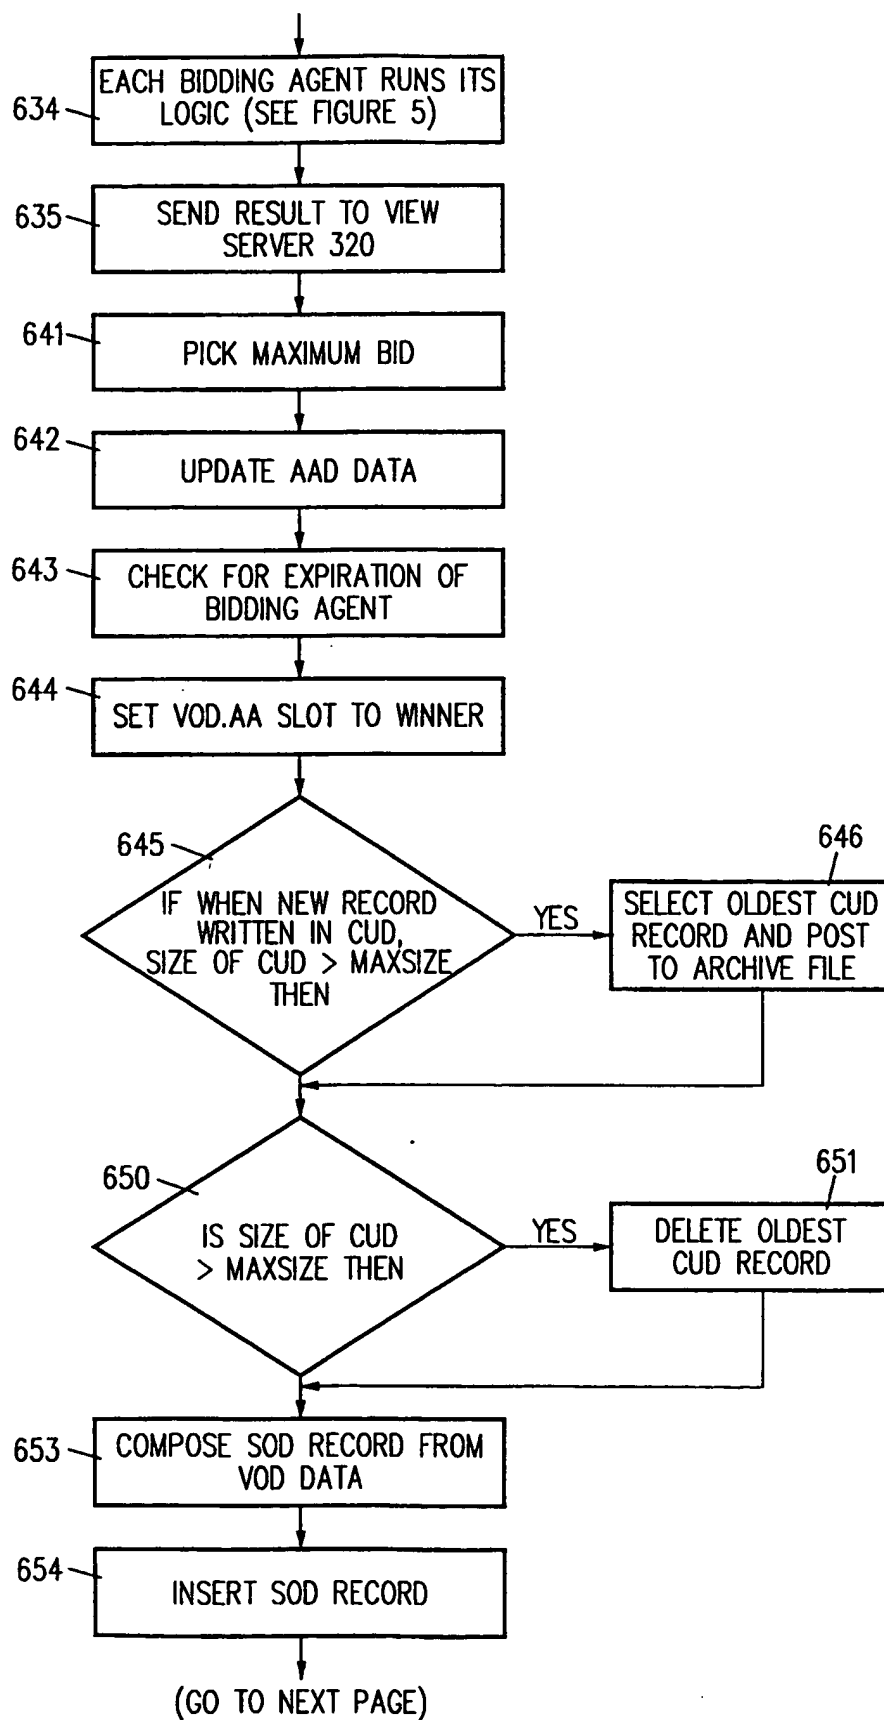 634
EACH BIDDING AGENT RUNS ITS
LOGIC (SEE FIGURE 5)
635
SEND RESULT TO VIEW
SERVER 320
641
PICK MAXIMUM BID
642
UPDATE AAD DATA
643
CHECK FOR EXPIRATION OF
BIDDING AGENT
644
SET VOD.AA SLOT TO WINNER
645
IF WHEN NEW RECORD
WRITTEN IN CUD,
SIZE OF CUD > MAXSIZE
THEN
YES
646
SELECT OLDEST CUD
RECORD AND POST
TO ARCHIVE FILE
650
IS SIZE OF CUD
> MAXSIZE THEN
YES
651
DELETE OLDEST
CUD RECORD
653
COMPOSE SOD RECORD FROM
VOD DATA
654
INSERT SOD RECORD
(GO TO NEXT PAGE)